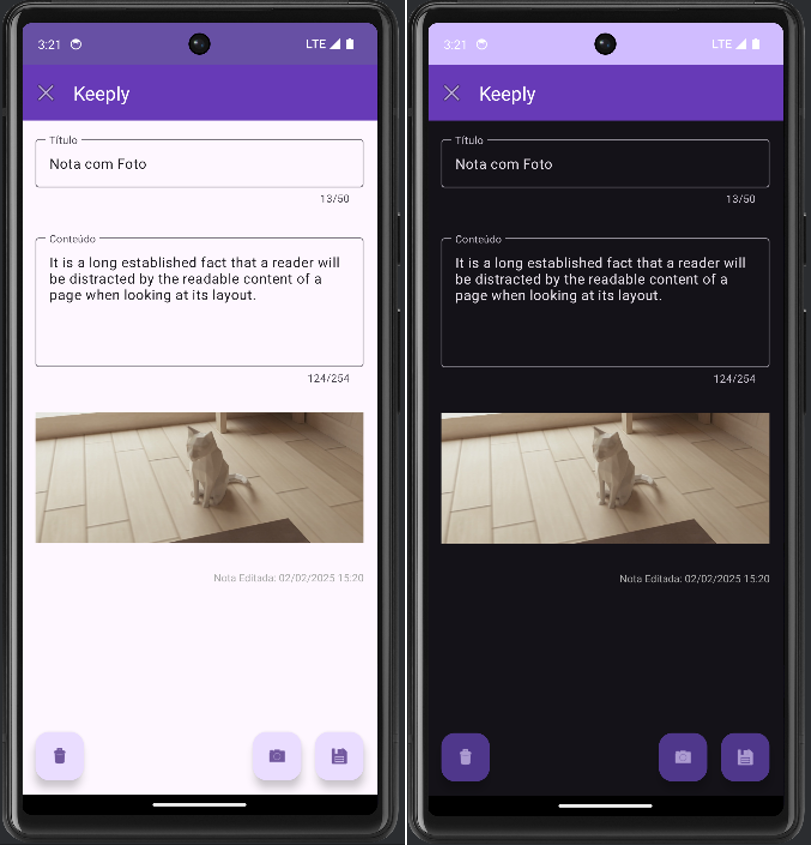 3:21 LTE
Keeply
Título
Nota com Foto
13/50
Conteúdo
It is a long established fact that a reader will
be distracted by the readable content of a
page when looking at its layout.
124/254
Nota Editada: 02/02/2025 15:20
3:21 LTE
Keeply
Título
Nota com Foto
13/50
Conteúdo
It is a long established fact that a reader will
be distracted by the readable content of a
page when looking at its layout.
124/254
Nota Editada: 02/02/2025 15:20